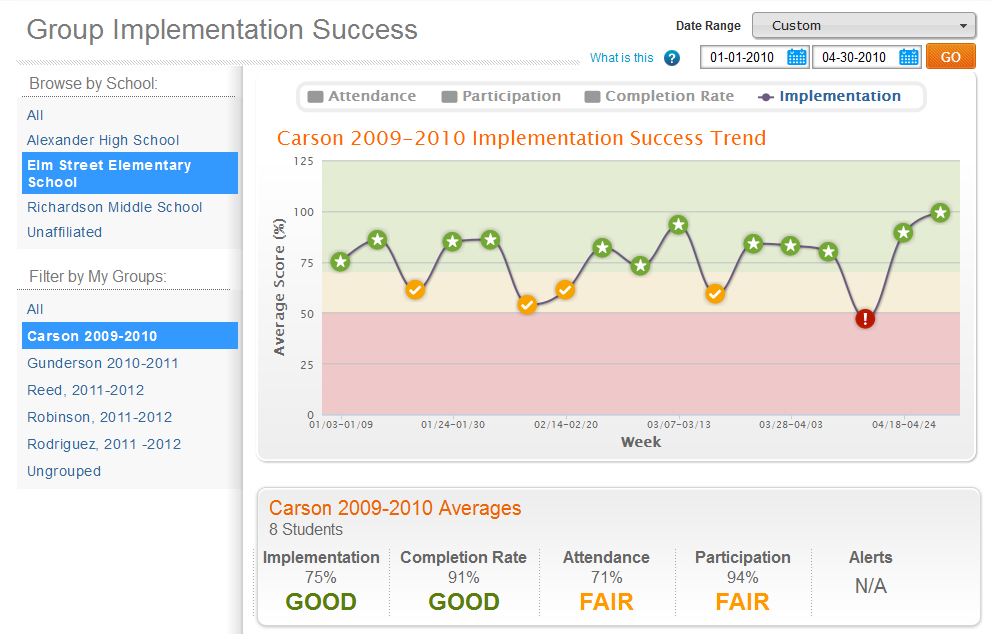 Group Implementation Success
Date Range
Custom
What is this ?
01-01-2010
04-30-2010
GO
Browse by School:
All
Alexander High School
Elm Street Elementary
School
Richardson Middle School
Unaffiliated
Filter by My Groups:
All
Carson 2009-2010
Gunderson 2010-2011
Reed, 2011-2012
Robinson, 2011-2012
Rodriguez, 2011 -2012
Ungrouped
Attendance Participation Completion Rate Implementation
Carson 2009-2010 Implementation Success Trend
Average Score (%)
125
100
75
50
25
0
!
01/03-01/09 01/24-01/30 02/14-02/20 03/07-03/13 03/28-04/03 04/18-04/24
Week
Carson 2009-2010 Averages
8 Students
Implementation Completion Rate Attendance Participation Alerts
75% 91% 71% 94% N/A
GOOD GOOD FAIR FAIR